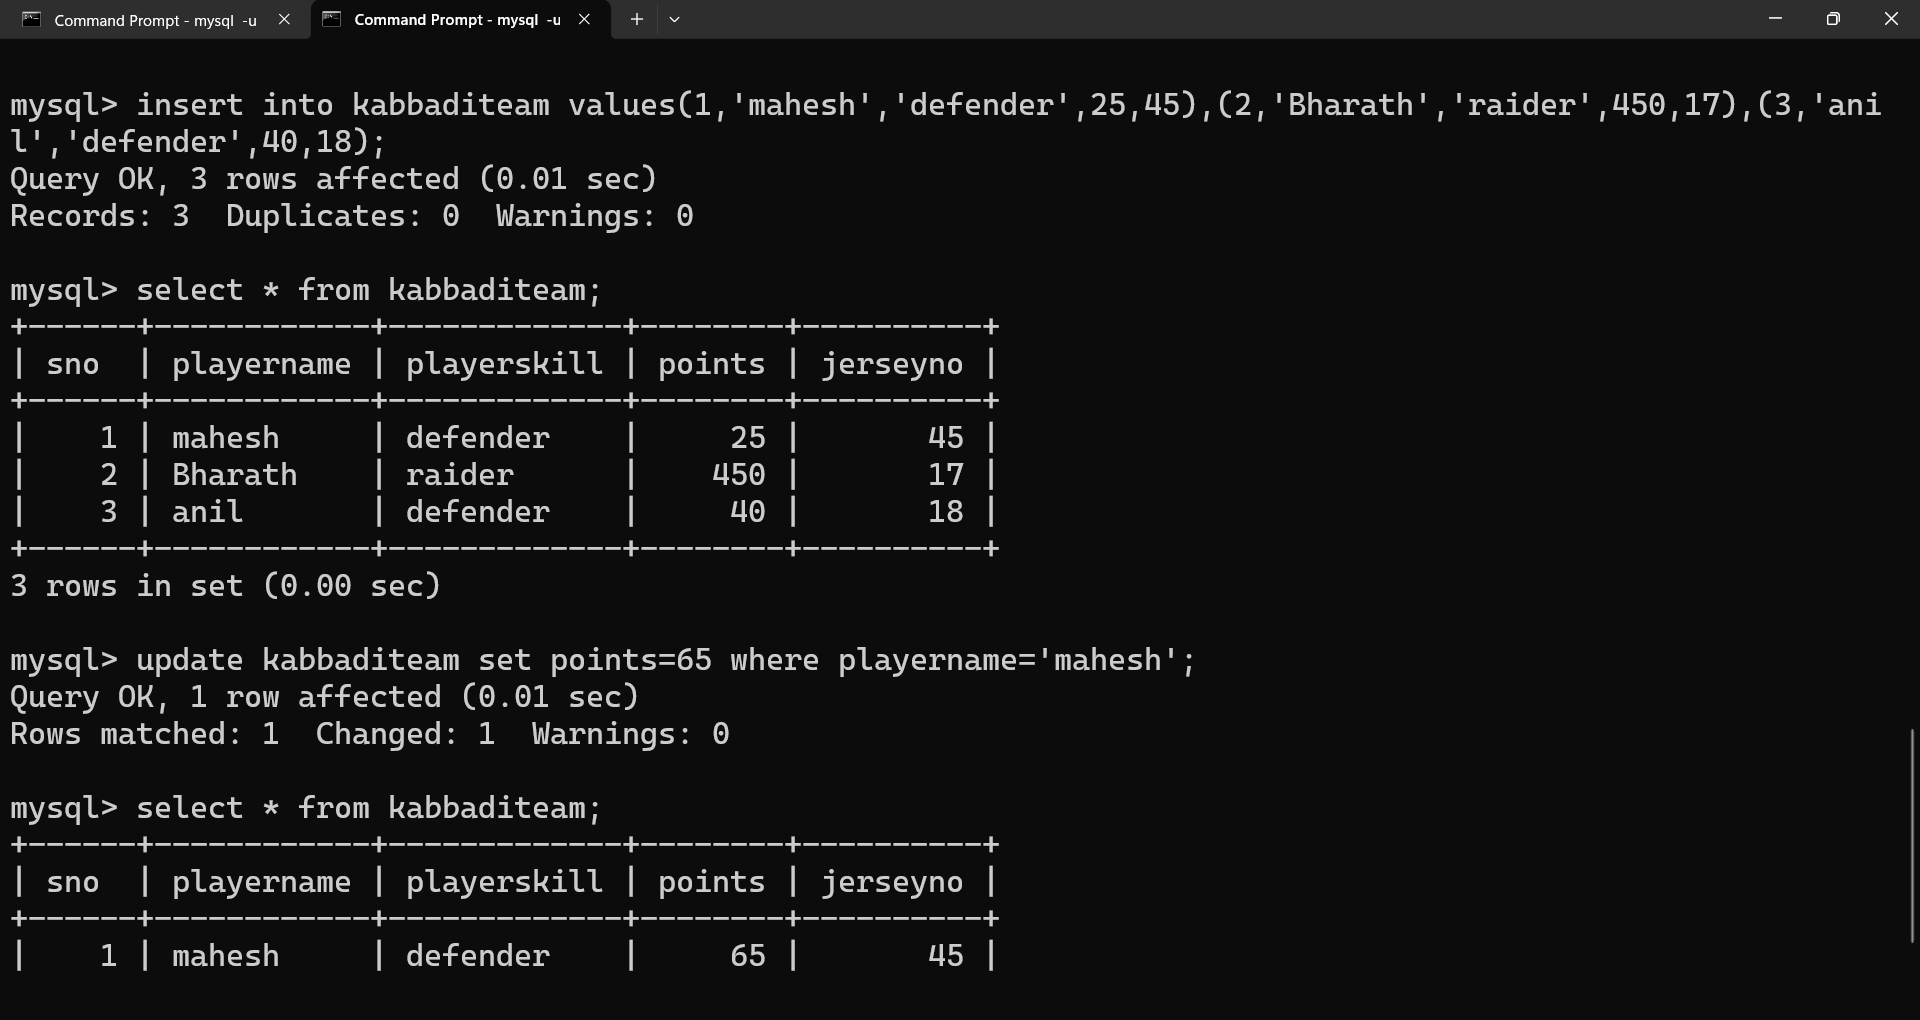 Command Prompt - mysql  -u
Command Prompt - mysql  -u
mysql> insert into kabbaditeam values(1,'mahesh','defender',25,45),(2,'Bharath','raider',450,17),(3,'ani
l','defender',40,18);
Query OK, 3 rows affected (0.01 sec)
Records: 3  Duplicates: 0  Warnings: 0
mysql> select * from kabbaditeam;
+------+------------+-------------+--------+----------+
| sno  | playername | playerskill | points | jerseyno |
+------+------------+-------------+--------+----------+
|    1 | mahesh     | defender    |     25 |       45 |
|    2 | Bharath    | raider      |    450 |       17 |
|    3 | anil       | defender    |     40 |       18 |
+------+------------+-------------+--------+----------+
3 rows in set (0.00 sec)
mysql> update kabbaditeam set points=65 where playername='mahesh';
Query OK, 1 row affected (0.01 sec)
Rows matched: 1  Changed: 1  Warnings: 0
mysql> select * from kabbaditeam;
+------+------------+-------------+--------+----------+
| sno  | playername | playerskill | points | jerseyno |
+------+------------+-------------+--------+----------+
|    1 | mahesh     | defender    |     65 |       45 |